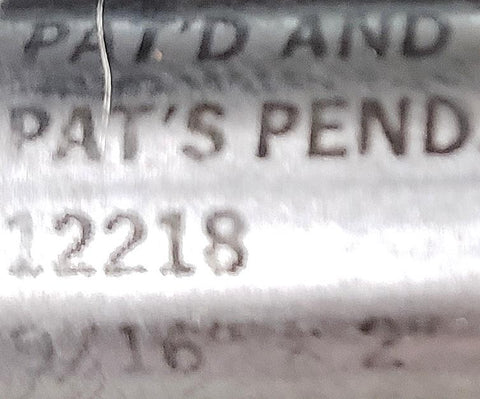 PAT'D AND
PAT'S PEND.
12218
9/16" x 2"